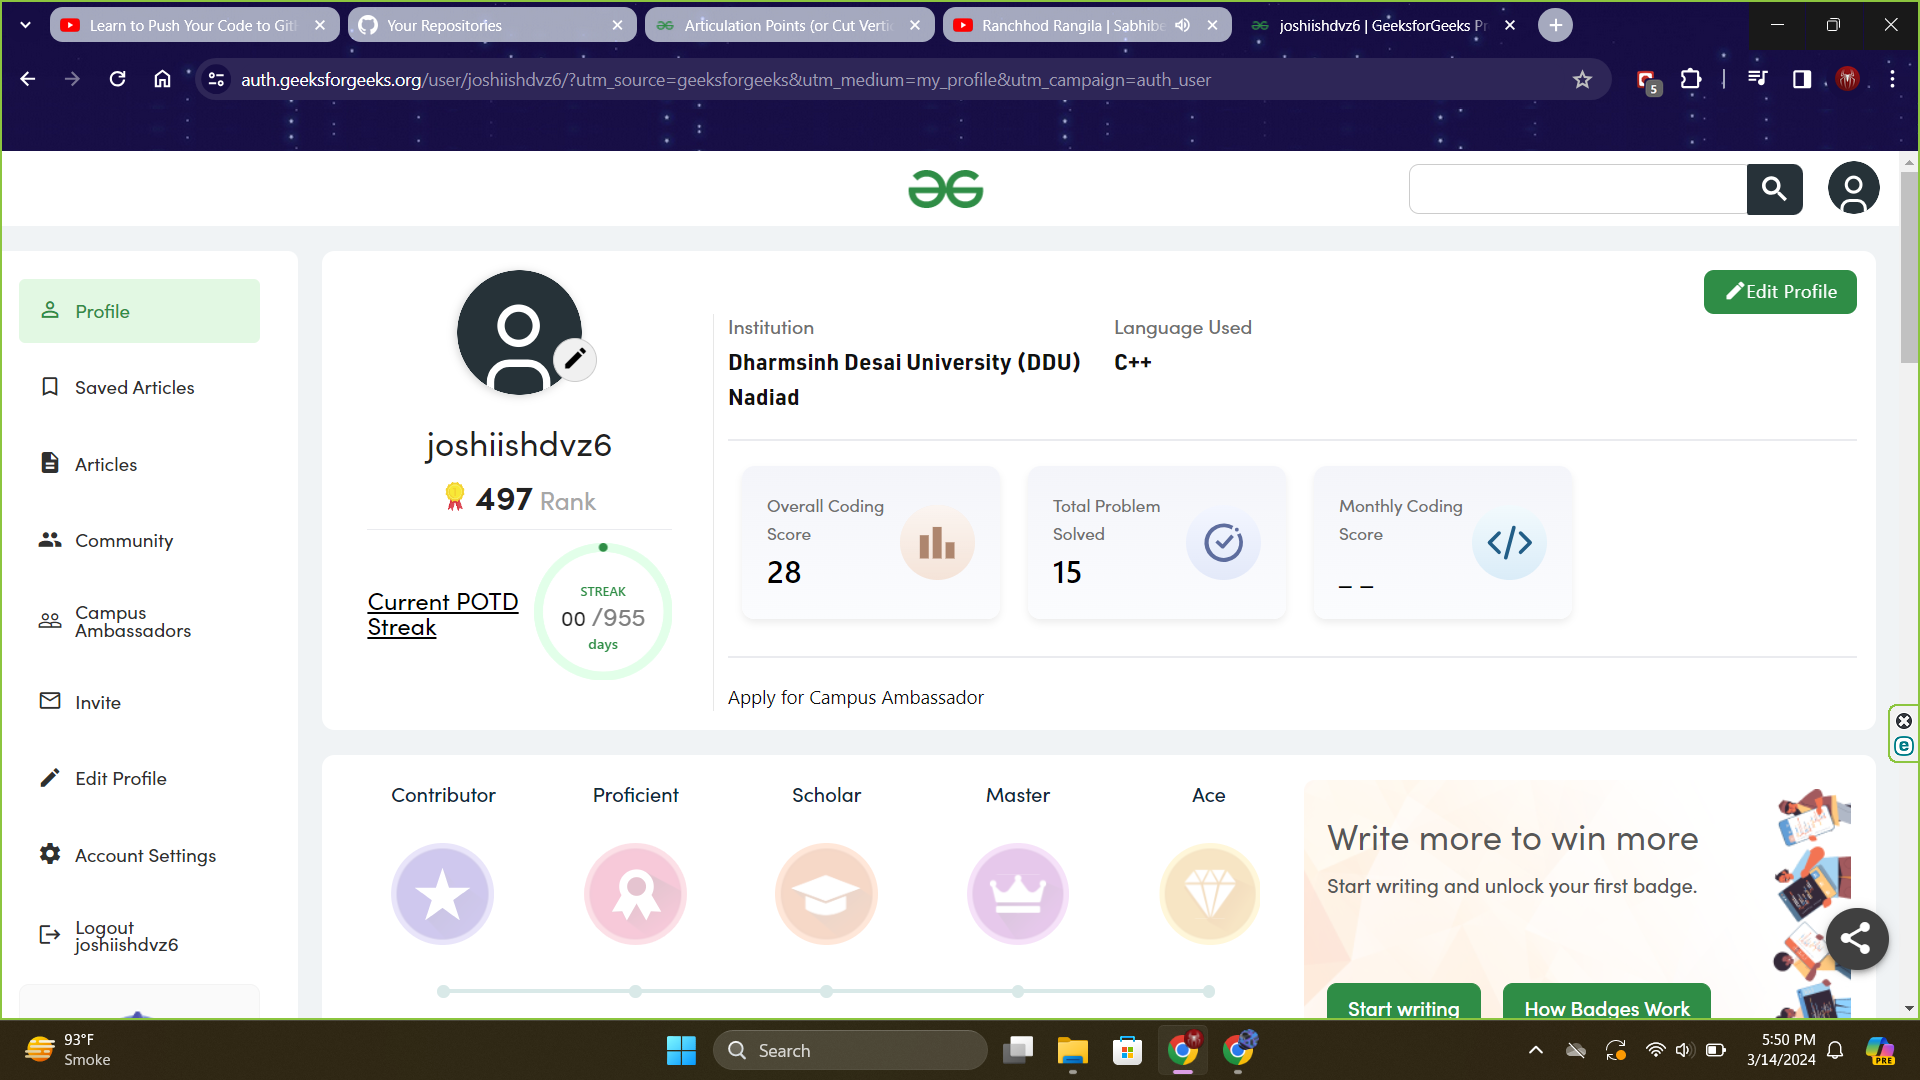 Learn to Push Your Code to Git
Your Repositories
Articulation Points (or Cut Vertic
Ranchhod Rangila | Sabhibe
joshiishdvz6 | GeeksforGeeks Pr
auth.geeksforgeeks.org/user/joshiishdvz6/?utm_source=geeksforgeeks&utm_medium=my_profile&utm_campaign=auth_user
5
Profile
Saved Articles
Articles
Community
Campus
Ambassadors
Invite
Edit Profile
Account Settings
Logout
joshiishdvz6
joshiishdvz6
497 Rank
Current POTD
Streak
STREAK
00 /955
days
Edit Profile
Institution
Dharmsinh Desai University (DDU)
Nadiad
Language Used
C++
Overall Coding
Score
28
Total Problem
Solved
15
Monthly Coding
Score
_ _
Apply for Campus Ambassador
Contributor
Proficient
Scholar
Master
Ace
Write more to win more
Start writing and unlock your first badge.
Start writing
How Badges Work
93°F
Smoke
Search
5:50 PM
3/14/2024
PRE